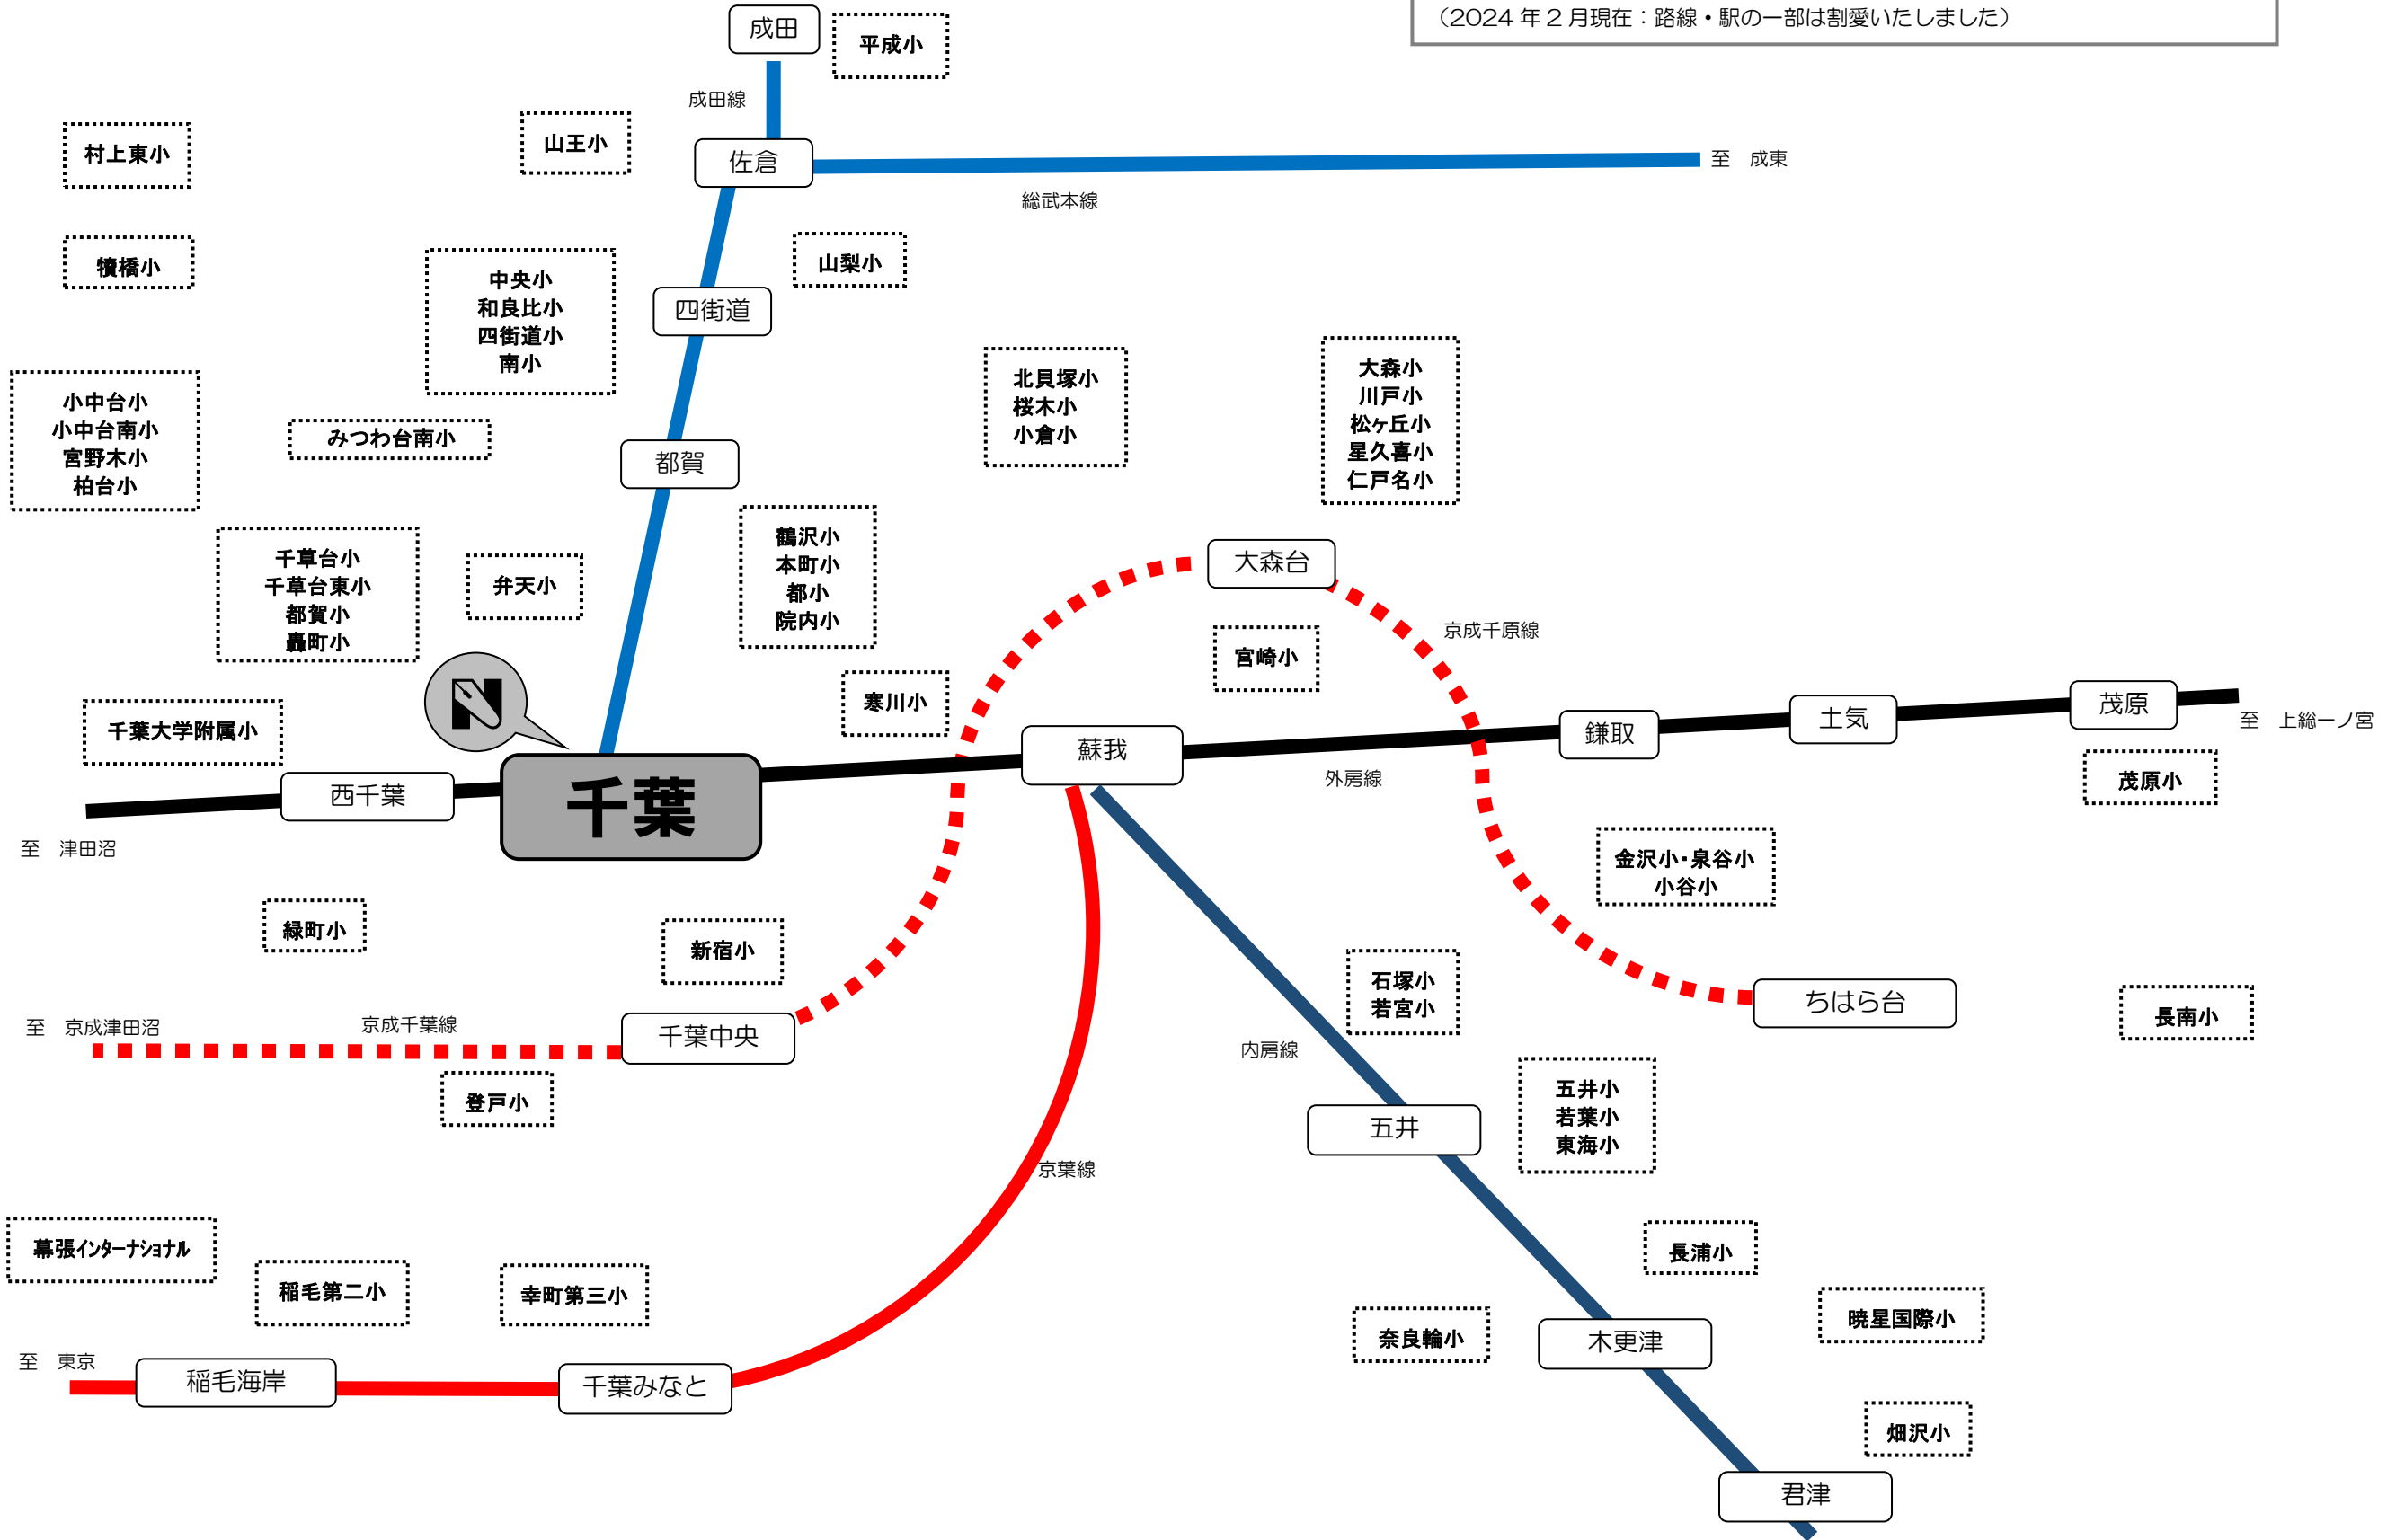 (2024年2月現在：路線・駅の一部は割愛いたしました)
成田
平成小
成田線
村上東小
山王小
佐倉
至 成東
総武本線
犢橋小
山梨小
中央小
和良比小
四街道小
南小
四街道
小中台小
小中台南小
宮野木小
柏台小
みつわ台南小
都賀
北貝塚小
桜木小
小倉小
大森小
川戸小
松ヶ丘小
星久喜小
仁戸名小
千草台小
千草台東小
都賀小
轟町小
弁天小
鶴沢小
本町小
都小
院内小
大森台
京成千原線
宮崎小
寒川小
千葉大学附属小
N
西千葉
千葉
蘇我
鎌取
土気
茂原
至 上総一ノ宮
外房線
茂原小
至 津田沼
金沢小・泉谷小
小谷小
緑町小
新宿小
石塚小
若宮小
ちはら台
長南小
至 京成津田沼
京成千葉線
千葉中央
内房線
登戸小
五井
五井小
若葉小
東海小
京葉線
幕張インターナショナル
稲毛第二小
幸町第三小
長浦小
奈良輪小
木更津
暁星国際小
至 東京
稲毛海岸
千葉みなと
畑沢小
君津